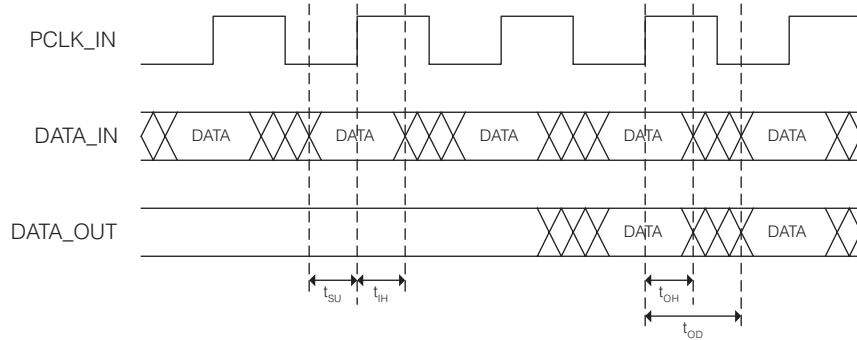 PCLK_IN
DATA_IN DATA DATA DATA DATA DATA
DATA_OUT DATA DATA
tSU tIH tOH
tOD